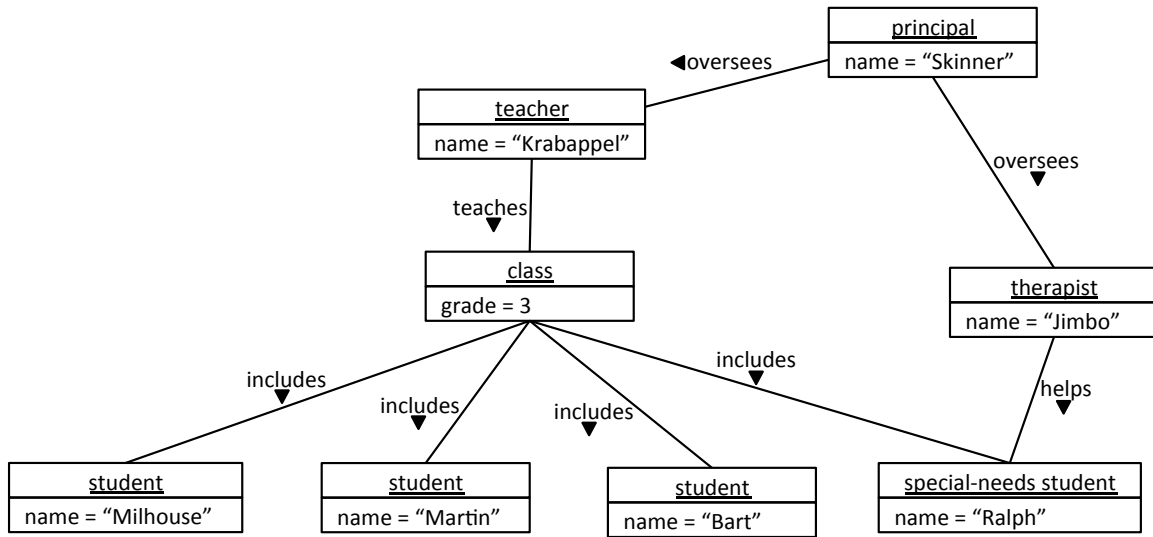 principal
name = “Skinner”
◀oversees
teacher
name = “Krabappel”
oversees
▼
teaches
▼
class
grade = 3
therapist
name = “Jimbo”
includes
▼
includes
▼
includes
▼
includes
▼
helps
▼
student
name = “Milhouse”
student
name = “Martin”
student
name = “Bart”
special-needs student
name = “Ralph”